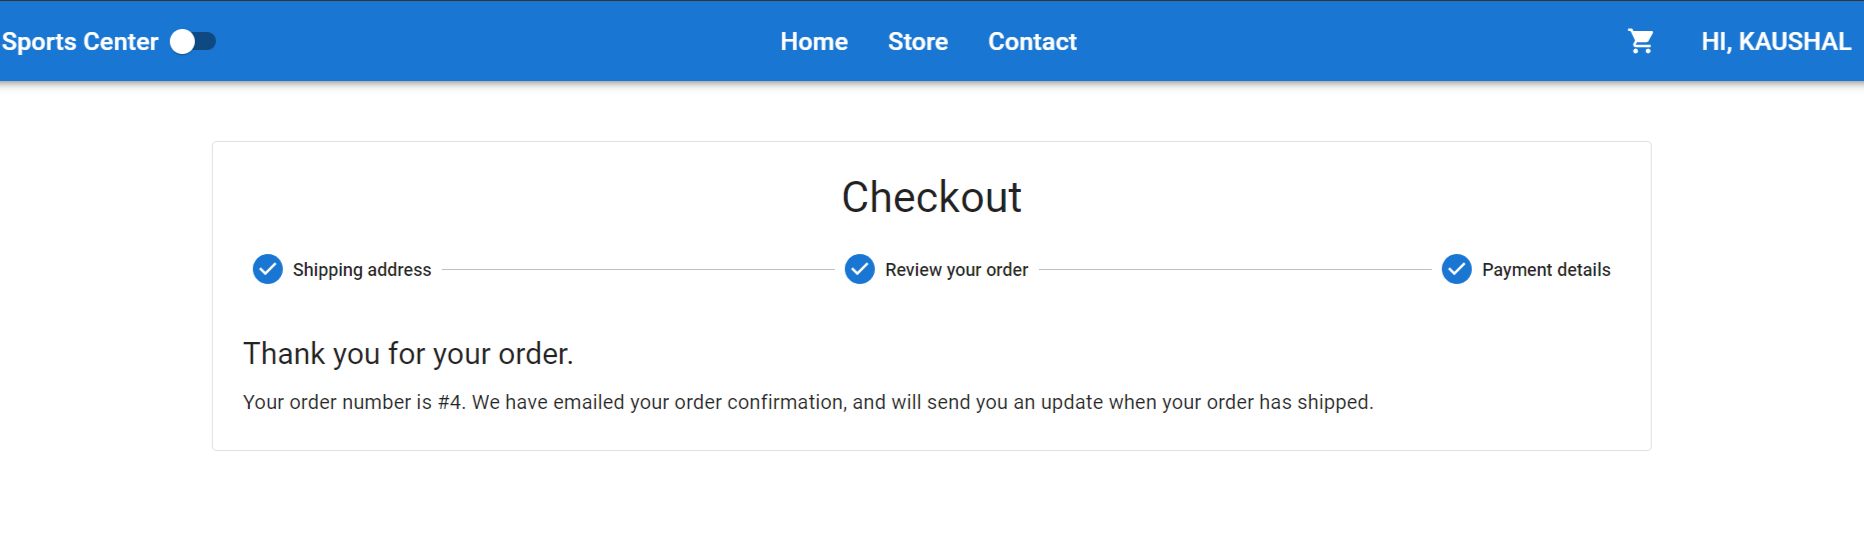 Sports Center Home Store Contact HI, KAUSHAL
Checkout
Shipping address Review your order Payment details
Thank you for your order.
Your order number is #4. We have emailed your order confirmation, and will send you an update when your order has shipped.